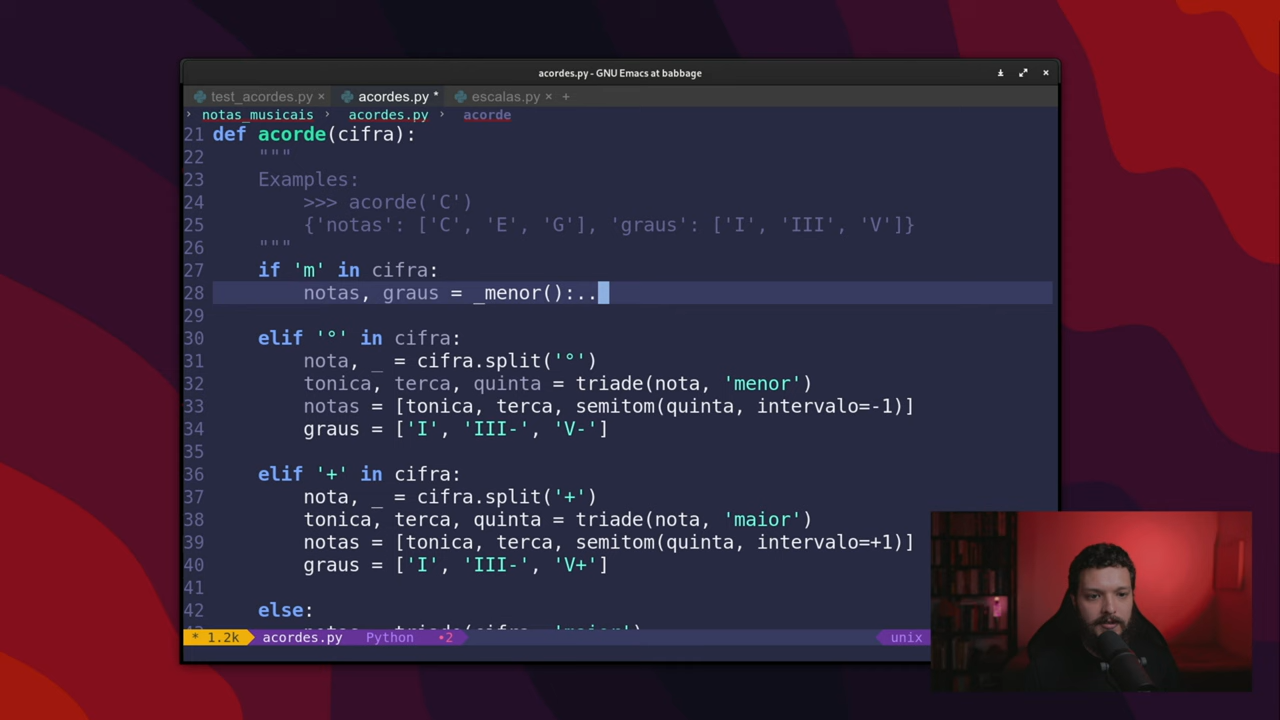 acordes.py - GNU Emacs at babbage
test_acordes.py × acordes.py * escalas.py × +
› notas_musicais › acordes.py › acorde
21 def acorde(cifra):
22 """
23 Examples:
24 >>> acorde('C')
25 {'notas': ['C', 'E', 'G'], 'graus': ['I', 'III', 'V']}
26 """
27 if 'm' in cifra:
28 notas, graus = _menor():..
29
30 elif '°' in cifra:
31 nota, _ = cifra.split('°')
32 tonica, terca, quinta = triade(nota, 'menor')
33 notas = [tonica, terca, semitom(quinta, intervalo=-1)]
34 graus = ['I', 'III-', 'V-']
35
36 elif '+' in cifra:
37 nota, _ = cifra.split('+')
38 tonica, terca, quinta = triade(nota, 'maior')
39 notas = [tonica, terca, semitom(quinta, intervalo=+1)]
40 graus = ['I', 'III-', 'V+']
41
42 else:
* 1.2k acordes.py Python •2 unix